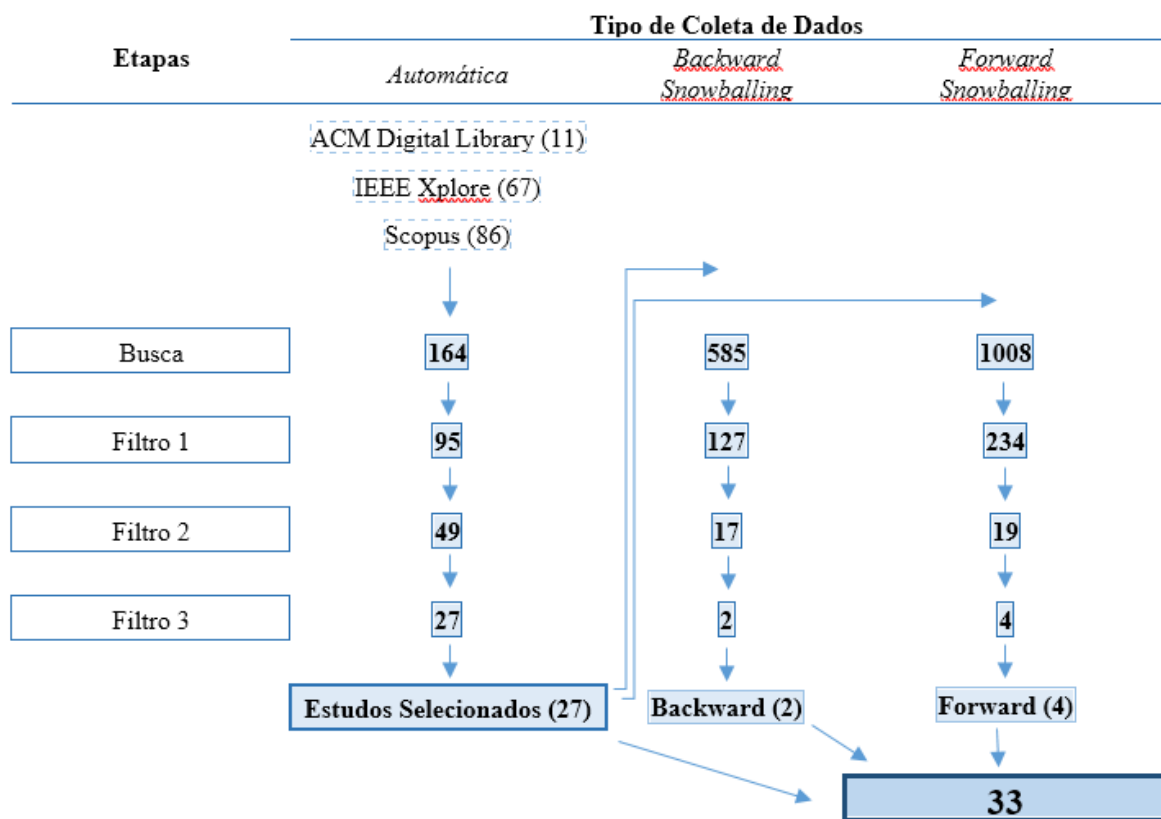 Tipo de Coleta de Dados
Etapas
Automática
Backward
Snowballing
Forward
Snowballing
ACM Digital Library (11)
IEEE Xplore (67)
Scopus (86)
Busca
164
585
1008
Filtro 1
95
127
234
Filtro 2
49
17
19
Filtro 3
27
2
4
Estudos Selecionados (27)
Backward (2)
Forward (4)
33